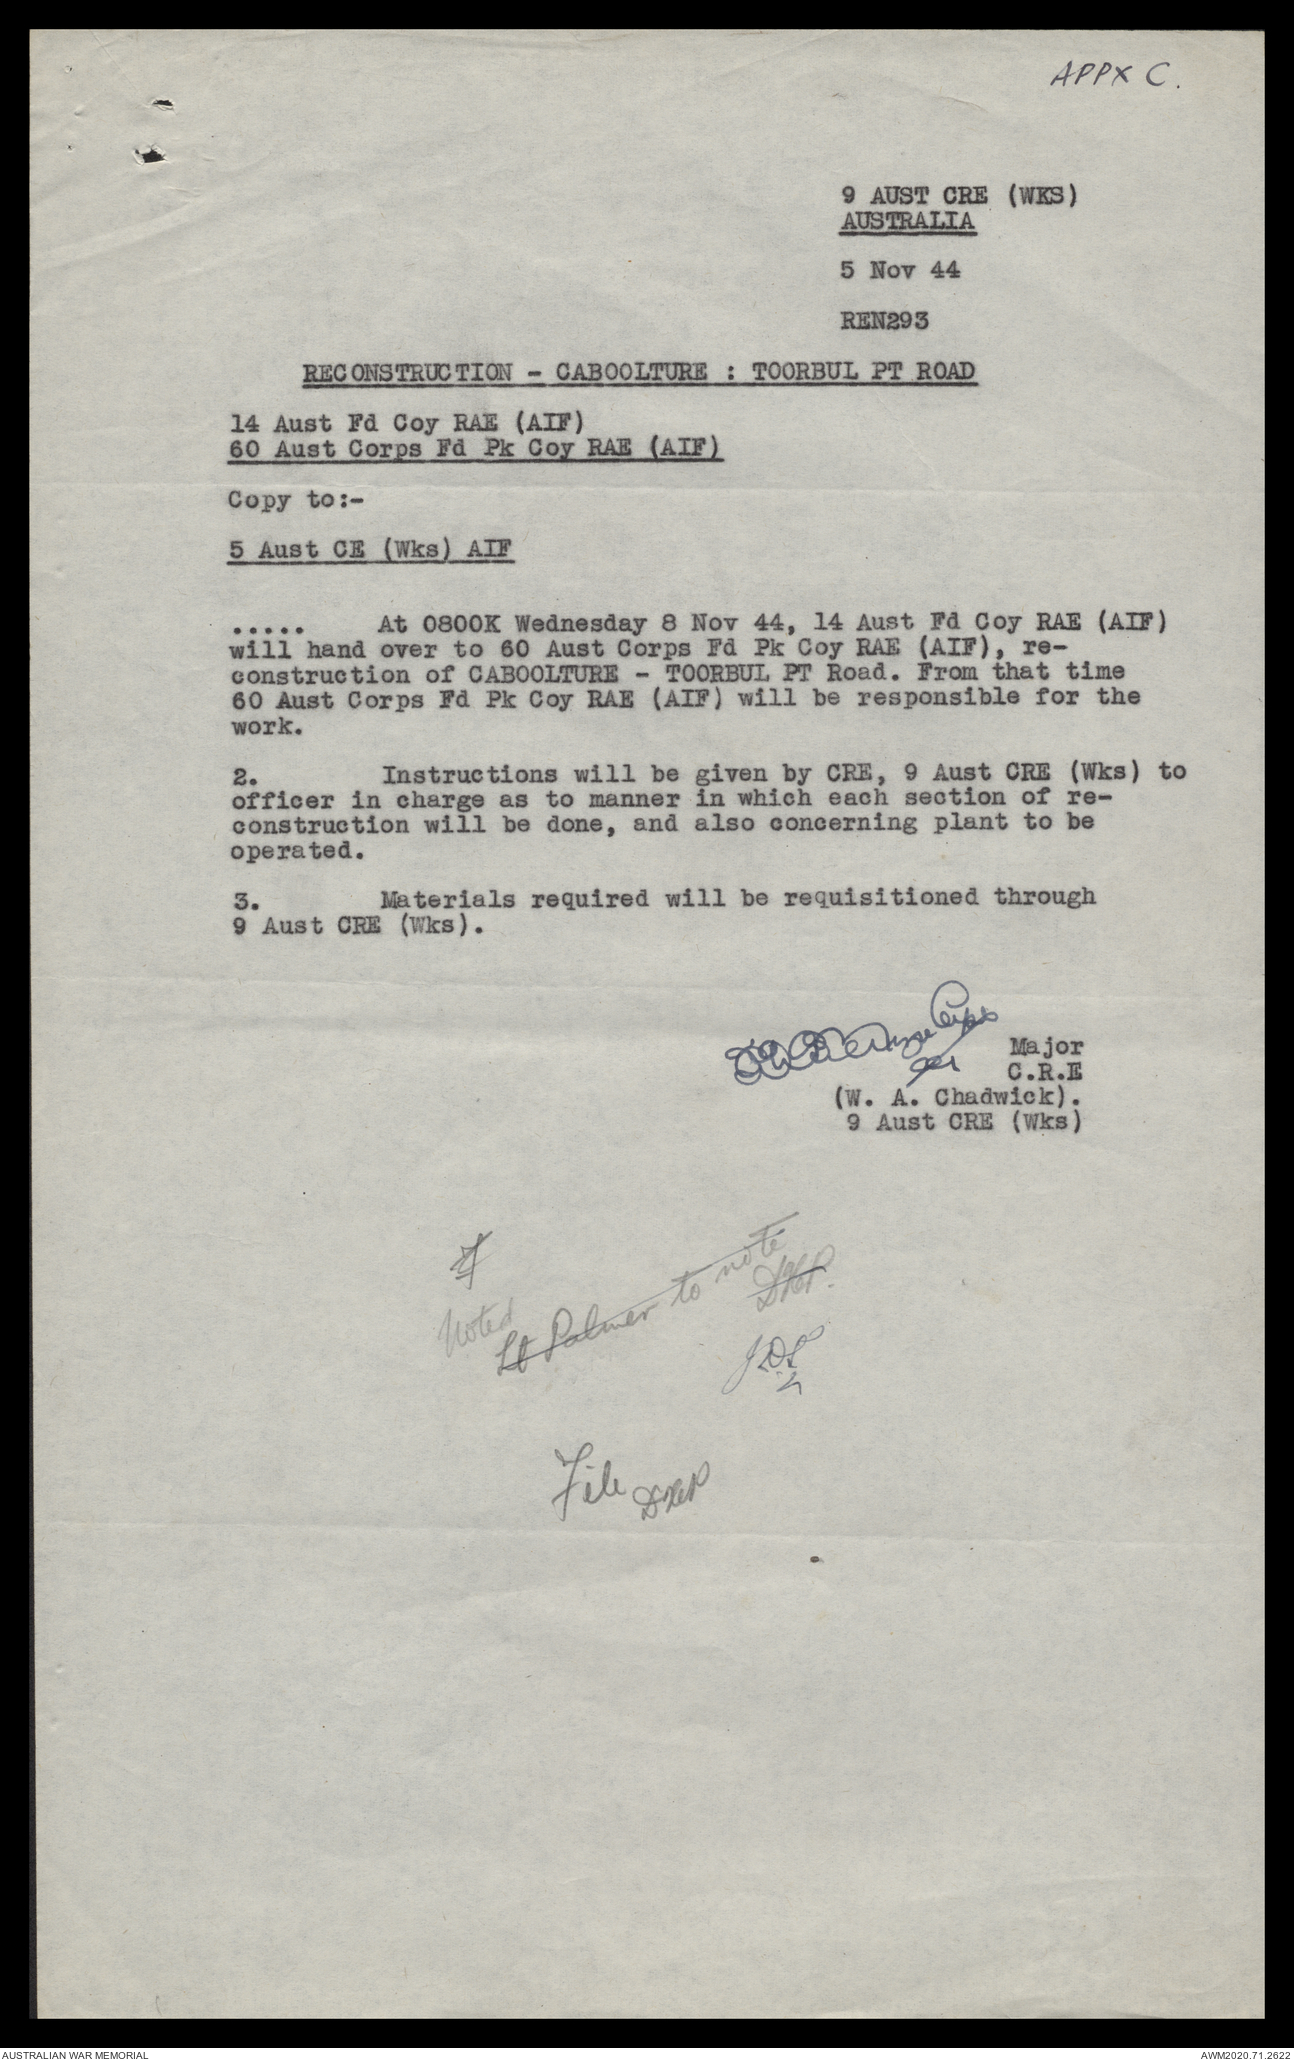 APPX C.
9 AUST CRE (WKS)
AUSTRALIA
5 Nov 44
REN293
RECONSTRUCTION - CABOOLTURE : TOORBUL PT ROAD
14 Aust Fd Coy RAE (AIF)
60 Aust Corps Fd Pk Coy RAE (AIF)
Copy to:-
5 Aust CE (Wks) AIF
..... At 0800K Wednesday 8 Nov 44, 14 Aust Fd Coy RAE (AIF)
will hand over to 60 Aust Corps Fd Pk Coy RAE (AIF), re-
construction of CABOOLTURE - TOORBUL PT Road. From that time
60 Aust Corps Fd Pk Coy RAE (AIF) will be responsible for the
work.
2. Instructions will be given by CRE, 9 Aust CRE (Wks) to
officer in charge as to manner in which each section of re-
construction will be done, and also concerning plant to be
operated.
3. Materials required will be requisitioned through
9 Aust CRE (Wks).
Major
C.R.E
(W. A. Chadwick).
9 Aust CRE (Wks)
Noted
Lt Palmer to note
File
AUSTRALIAN WAR MEMORIAL
AWM2020.71.2622